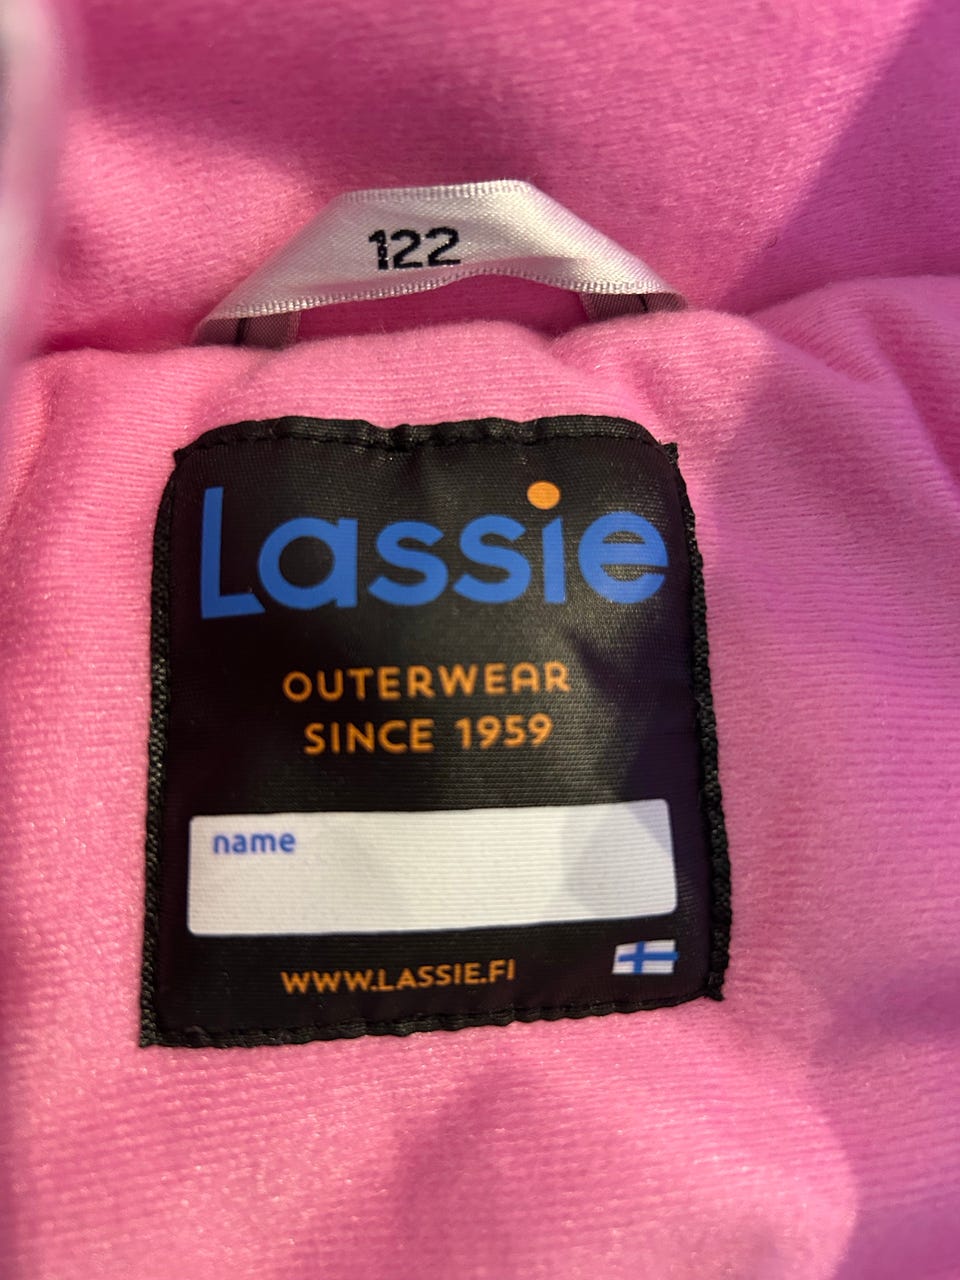 122
Lassie
OUTERWEAR
SINCE 1959
name
WWW.LASSIE.FI